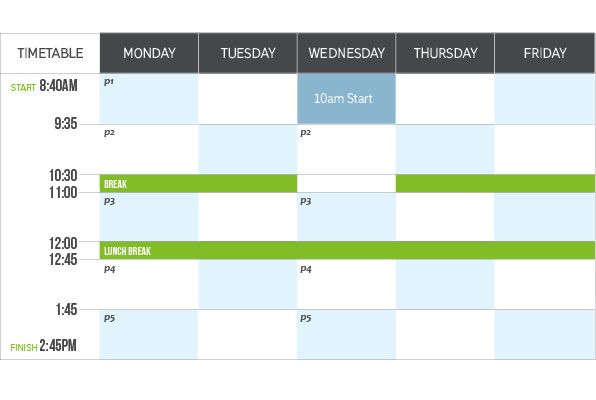 TIMETABLE MONDAY TUESDAY WEDNESDAY THURSDAY FRIDAY
START 8:40AM p1
10am Start
9:35
p2 p2
10:30
BREAK
11:00
p3 p3
12:00
LUNCH BREAK
12:45
p4 p4
1:45
p5 p5
FINISH 2:45PM